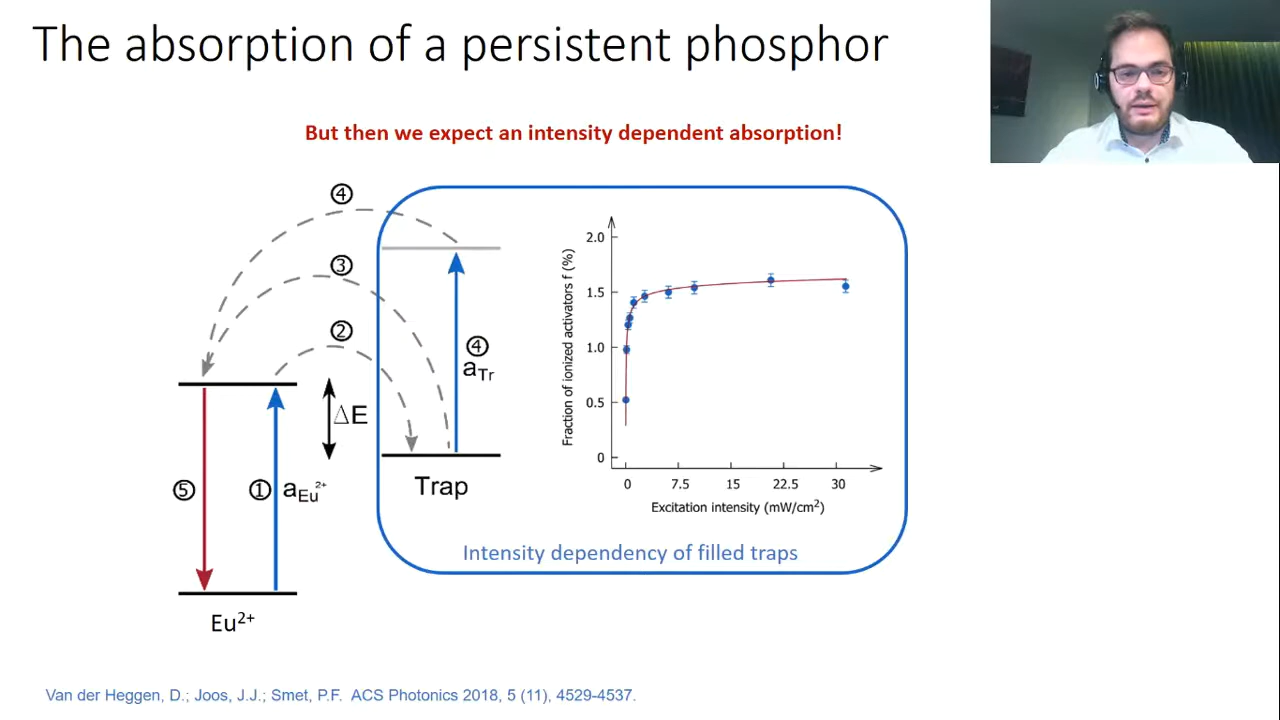 The absorption of a persistent phosphor
But then we expect an intensity dependent absorption!
④
③
②
④
a_Tr
ΔE
⑤
①
a_Eu²⁺
Trap
Eu²⁺
2.0
1.5
1.0
0.5
0
Fraction of ionized activators f (%)
0 7.5 15 22.5 30
Excitation intensity (mW/cm²)
Intensity dependency of filled traps
Van der Heggen, D.; Joos, J.J.; Smet, P.F. ACS Photonics 2018, 5 (11), 4529-4537.